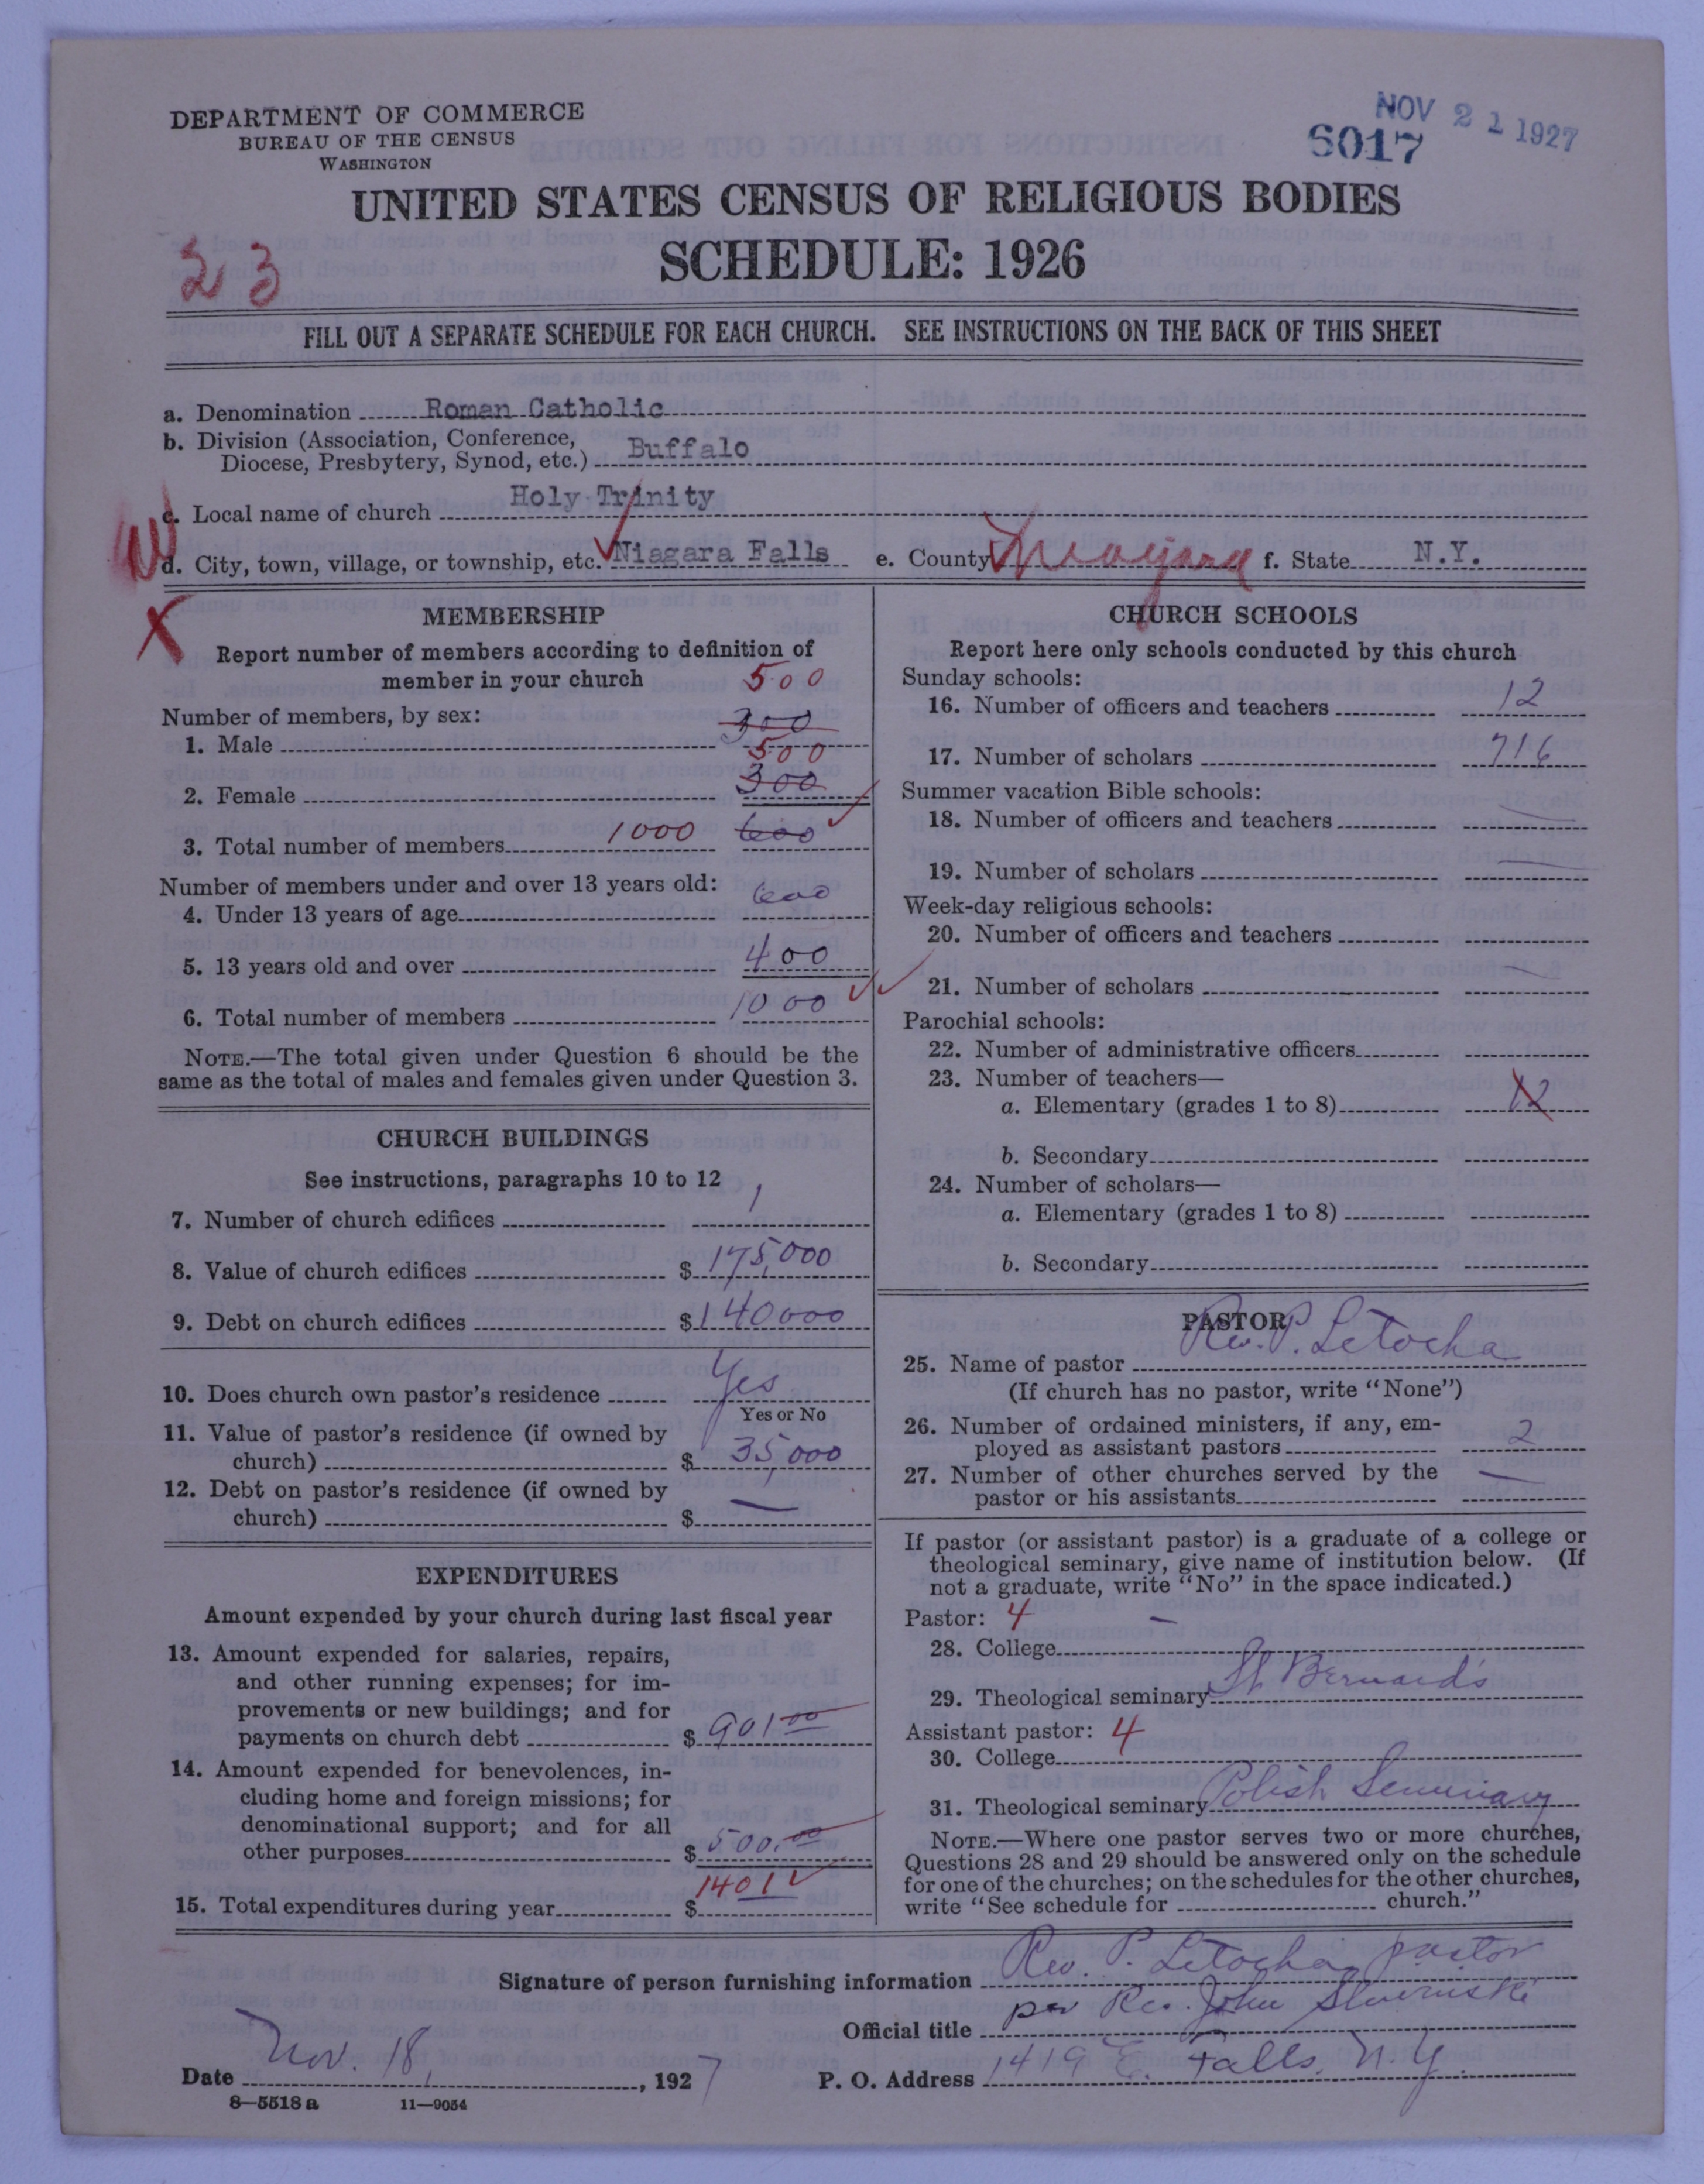 DEPARTMENT OF COMMERCE
BUREAU OF THE CENSUS
WASHINGTON
NOV 21 1927
6017
UNITED STATES CENSUS OF RELIGIOUS BODIES
SCHEDULE: 1926
23
FILL OUT A SEPARATE SCHEDULE FOR EACH CHURCH. SEE INSTRUCTIONS ON THE BACK OF THIS SHEET
a. Denomination Roman Catholic
b. Division (Association, Conference,
Diocese, Presbytery, Synod, etc.) Buffalo
c. Local name of church Holy Trinity
d. City, town, village, or township, etc. Niagara Falls e. County Niagara f. State N.Y.
MEMBERSHIP
Report number of members according to definition of
member in your church
500
Number of members, by sex:
1. Male 300
500
2. Female 300
3. Total number of members 1000 600
Number of members under and over 13 years old:
4. Under 13 years of age 600
5. 13 years old and over 400
6. Total number of members 1000
NOTE.—The total given under Question 6 should be the
same as the total of males and females given under Question 3.
CHURCH BUILDINGS
See instructions, paragraphs 10 to 12
7. Number of church edifices 1
8. Value of church edifices $ 175,000
9. Debt on church edifices $ 140000
10. Does church own pastor's residence Yes
Yes or No
11. Value of pastor's residence (if owned by
church) $ 35,000
12. Debt on pastor's residence (if owned by
church) $ —
EXPENDITURES
Amount expended by your church during last fiscal year
13. Amount expended for salaries, repairs,
and other running expenses; for im-
provements or new buildings; and for
payments on church debt $ 901.00
14. Amount expended for benevolences, in-
cluding home and foreign missions; for
denominational support; and for all
other purposes $ 500.00
15. Total expenditures during year $ 1401
CHURCH SCHOOLS
Report here only schools conducted by this church
Sunday schools:
16. Number of officers and teachers 12
17. Number of scholars 716
Summer vacation Bible schools:
18. Number of officers and teachers
19. Number of scholars
Week-day religious schools:
20. Number of officers and teachers
21. Number of scholars
Parochial schools:
22. Number of administrative officers
23. Number of teachers—
a. Elementary (grades 1 to 8) 12
b. Secondary
24. Number of scholars—
a. Elementary (grades 1 to 8)
b. Secondary
PASTOR
25. Name of pastor Rev. P. Letocha
(If church has no pastor, write "None")
26. Number of ordained ministers, if any, em-
ployed as assistant pastors 2
27. Number of other churches served by the
pastor or his assistants —
If pastor (or assistant pastor) is a graduate of a college or
theological seminary, give name of institution below. (If
not a graduate, write "No" in the space indicated.)
Pastor: 4
28. College —
29. Theological seminary St Bernard's
Assistant pastor: 4
30. College
31. Theological seminary Polish Seminary
NOTE.—Where one pastor serves two or more churches,
Questions 28 and 29 should be answered only on the schedule
for one of the churches; on the schedules for the other churches,
write "See schedule for church."
Signature of person furnishing information Rev. P. Letocha pastor
Official title per Rev. John
Date Nov. 18, 1927 P. O. Address 1419 E. Falls, N.Y.
8—5518 a 11—9054